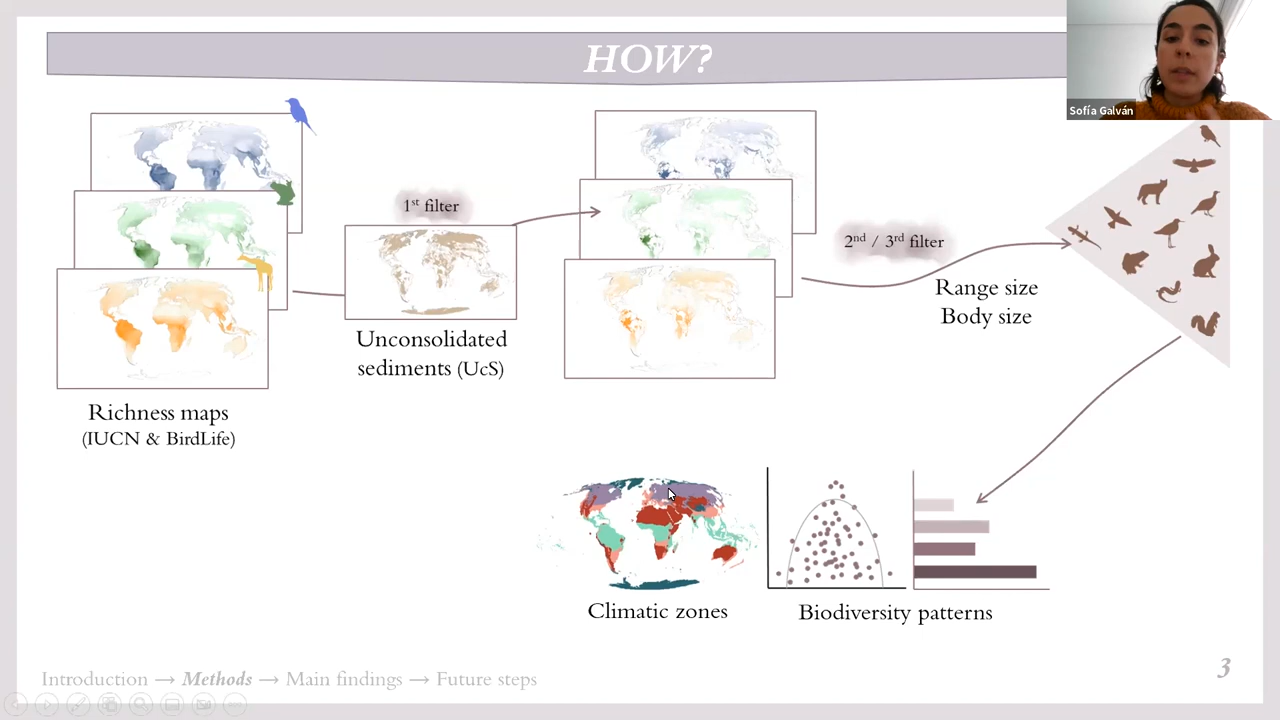 HOW?
Sofía Galván
1st filter
2nd / 3rd filter
Range size
Body size
Unconsolidated
sediments (UcS)
Richness maps
(IUCN & BirdLife)
Climatic zones
Biodiversity patterns
Introduction → Methods → Main findings → Future steps
3